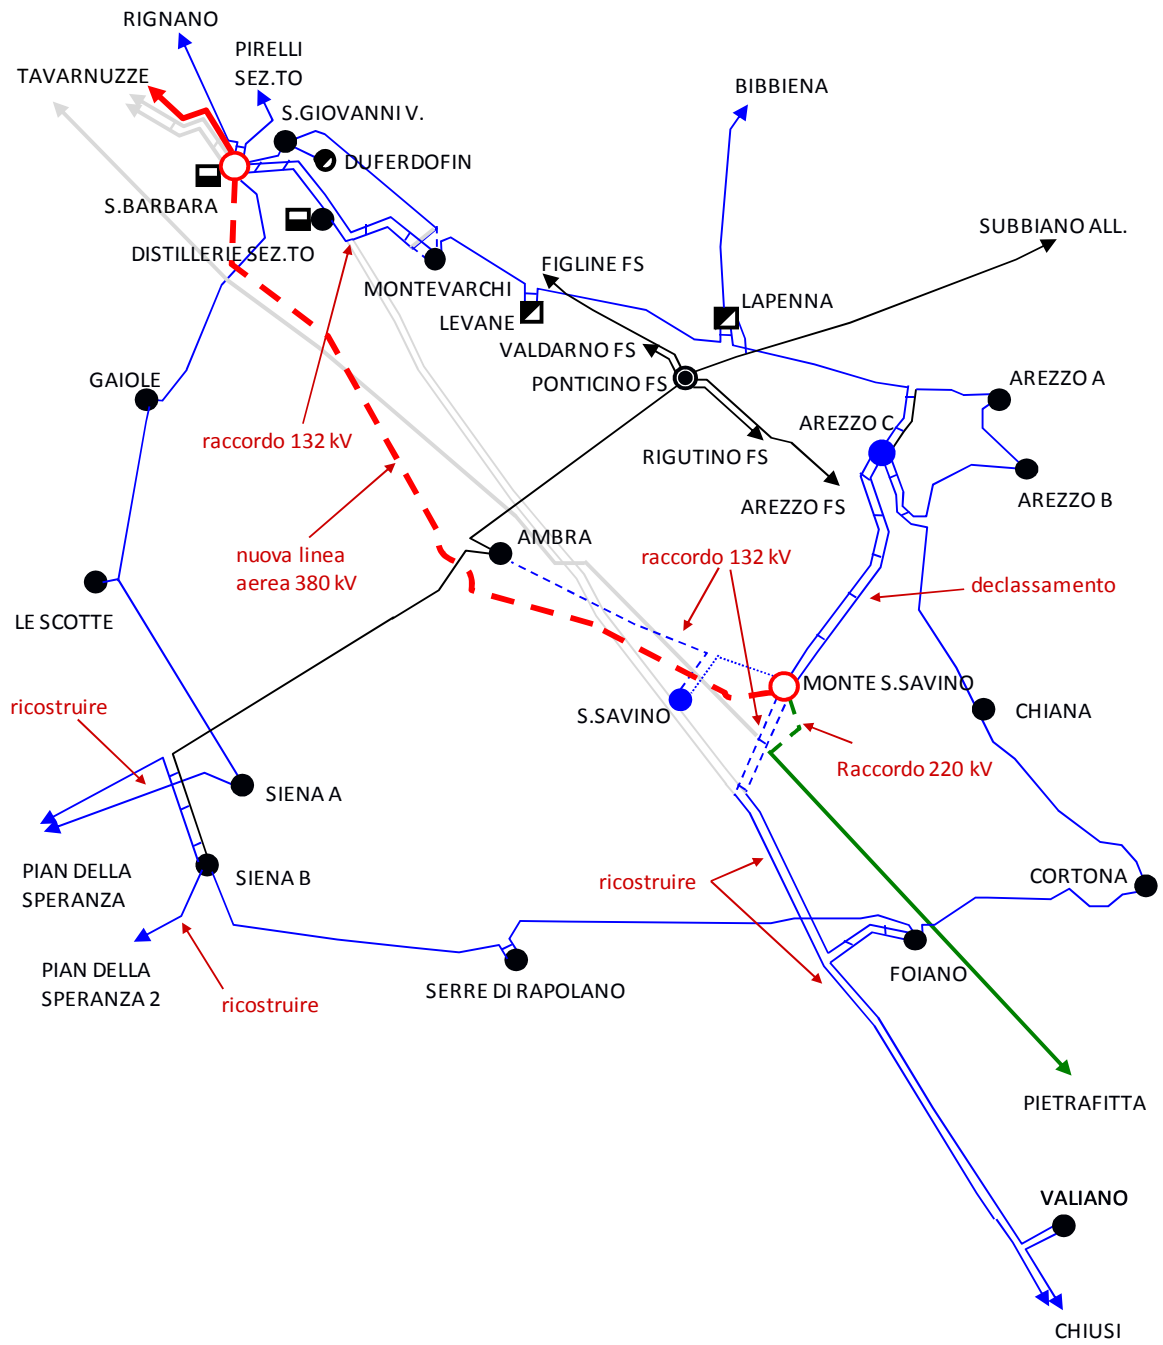 RIGNANO
PIRELLI
SEZ.TO
TAVARNUZZE
BIBBIENA
S.GIOVANNI V.
DUFERDOFIN
S.BARBARA
SUBBIANO ALL.
DISTILLERIE SEZ.TO
FIGLINE FS
MONTEVARCHI
LAPENNA
LEVANE
VALDARNO FS
GAIOLE
PONTICINO FS
AREZZO A
AREZZO C
raccordo 132 kV
RIGUTINO FS
AREZZO B
AREZZO FS
AMBRA
nuova linea
aerea 380 kV
raccordo 132 kV
declassamento
LE SCOTTE
MONTE S.SAVINO
ricostruire
S.SAVINO
CHIANA
Raccordo 220 kV
SIENA A
PIAN DELLA
SPERANZA
SIENA B
ricostruire
CORTONA
PIAN DELLA
SPERANZA 2
ricostruire
SERRE DI RAPOLANO
FOIANO
PIETRAFITTA
VALIANO
CHIUSI